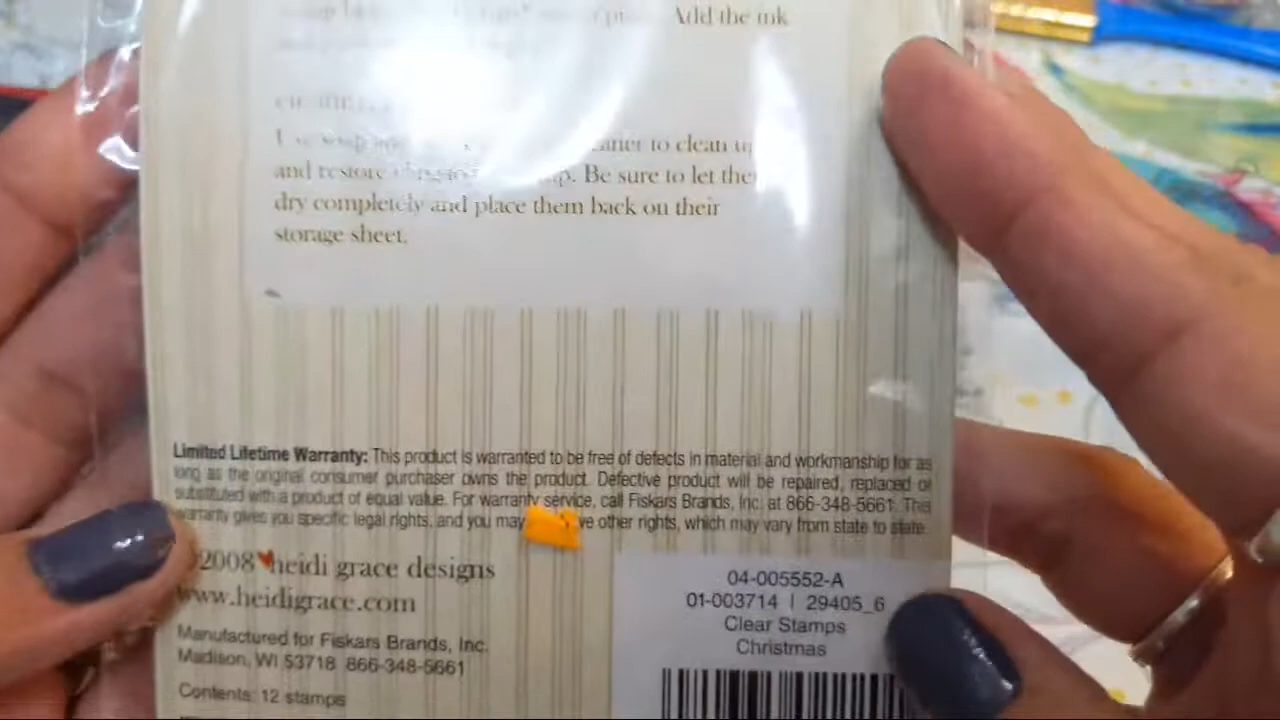 Add the ink
to clean
and restore Be sure to let
dry completely and place them back on their
storage sheet.
Limited Lifetime Warranty: This product is warranted to be free of defects in material and workmanship for as
long as the original consumer purchaser owns the product. Defective product will be repaired, replaced or
substituted with a product of equal value. For warranty service, call Fiskars Brands, Inc. at 866-348-5661. This
warranty gives you specific legal rights, and you may other rights, which may vary from state to state.
2008 heidi grace designs
www.heidigrace.com
Manufactured for Fiskars Brands, Inc.
Madison, WI 53718 866-348-5661
Contents: 12 stamps
04-005552-A
01-003714 | 29405_6
Clear Stamps
Christmas